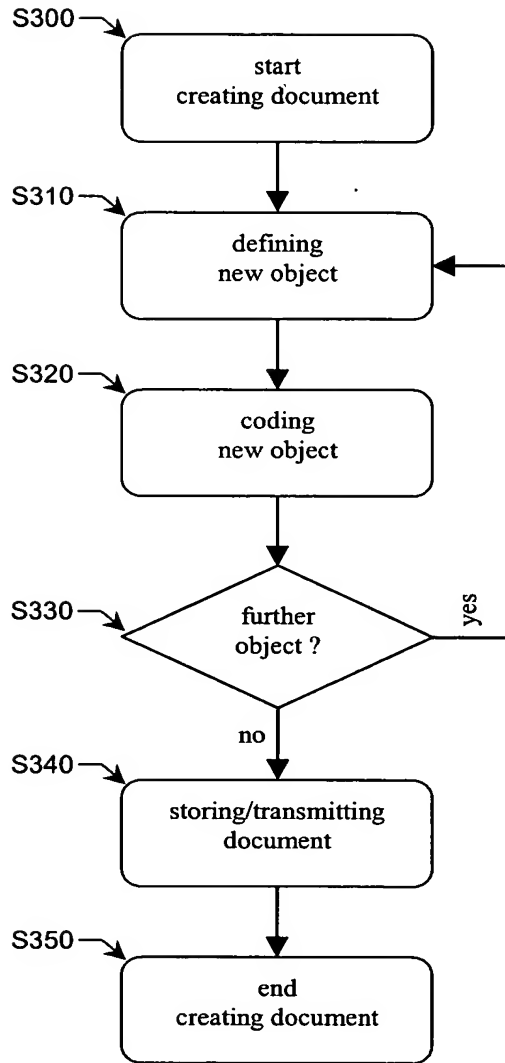 S300
start
creating document
S310
defining
new object
S320
coding
new object
S330
further
object ?
yes
no
S340
storing/transmitting
document
S350
end
creating document